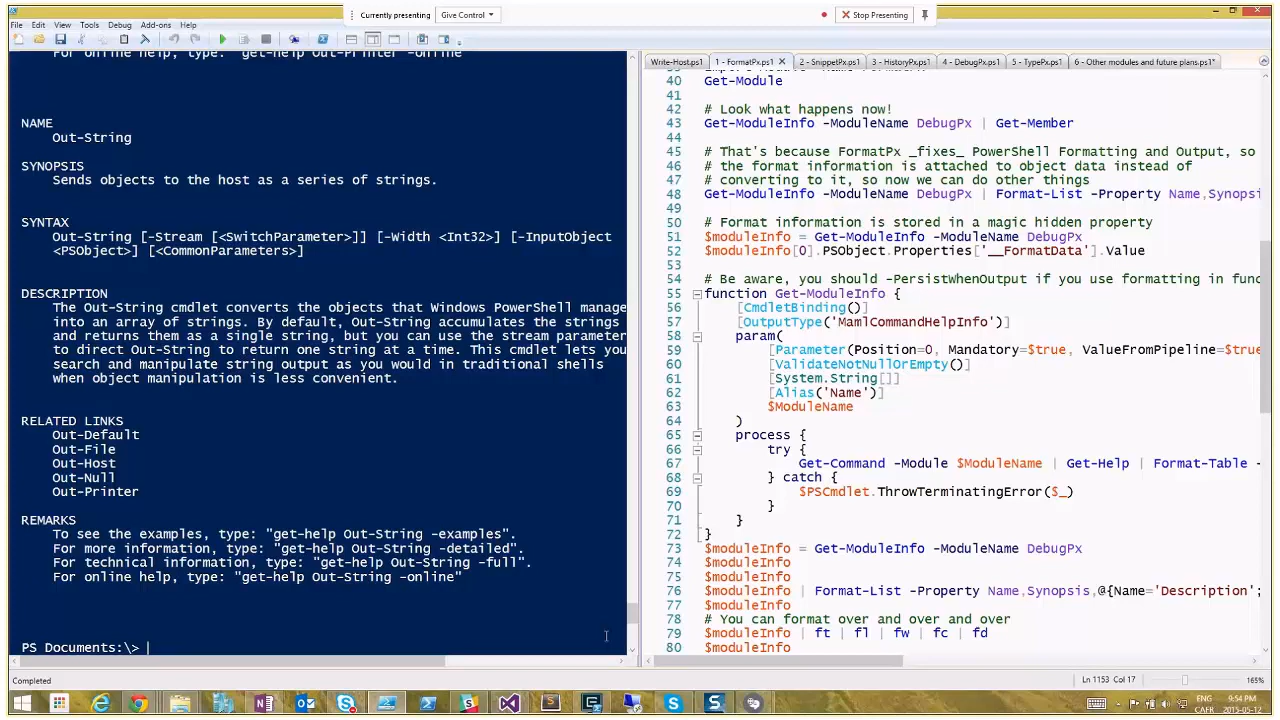 Currently presenting
Give Control
Stop Presenting
File Edit View Tools Debug Add-ons Help
For online help, type: "get-help Out-Printer -online"
NAME
Out-String
SYNOPSIS
Sends objects to the host as a series of strings.
SYNTAX
Out-String [-Stream [<SwitchParameter>]] [-Width <Int32>] [-InputObject
<PSObject>] [<CommonParameters>]
DESCRIPTION
The Out-String cmdlet converts the objects that Windows PowerShell manage
into an array of strings. By default, Out-String accumulates the strings
and returns them as a single string, but you can use the stream parameter
to direct Out-String to return one string at a time. This cmdlet lets you
search and manipulate string output as you would in traditional shells
when object manipulation is less convenient.
RELATED LINKS
Out-Default
Out-File
Out-Host
Out-Null
Out-Printer
REMARKS
To see the examples, type: "get-help Out-String -examples".
For more information, type: "get-help Out-String -detailed".
For technical information, type: "get-help Out-String -full".
For online help, type: "get-help Out-String -online"
PS Documents:\>
Write-Host.ps1 1 - FormatPx.ps1 2 - SnippetPx.ps1 3 - HistoryPx.ps1 4 - DebugPx.ps1 5 - TypePx.ps1 6 - Other modules and future plans.ps1*
40 Get-Module
41
42 # Look what happens now!
43 Get-ModuleInfo -ModuleName DebugPx | Get-Member
44
45 # That's because FormatPx _fixes_ PowerShell Formatting and Output, so
46 # the format information is attached to object data instead of
47 # converting to it, so now we can do other things
48 Get-ModuleInfo -ModuleName DebugPx | Format-List -Property Name,Synopsi
49
50 # Format information is stored in a magic hidden property
51 $moduleInfo = Get-ModuleInfo -ModuleName DebugPx
52 $moduleInfo[0].PSObject.Properties['__FormatData'].Value
53
54 # Be aware, you should -PersistWhenOutput if you use formatting in func
55 function Get-ModuleInfo {
56 [CmdletBinding()]
57 [OutputType('MamlCommandHelpInfo')]
58 param(
59 [Parameter(Position=0, Mandatory=$true, ValueFromPipeline=$true
60 [ValidateNotNullOrEmpty()]
61 [System.String[]]
62 [Alias('Name')]
63 $ModuleName
64 )
65 process {
66 try {
67 Get-Command -Module $ModuleName | Get-Help | Format-Table -
68 } catch {
69 $PSCmdlet.ThrowTerminatingError($_)
70 }
71 }
72 }
73 $moduleInfo = Get-ModuleInfo -ModuleName DebugPx
74 $moduleInfo
75 $moduleInfo
76 $moduleInfo | Format-List -Property Name,Synopsis,@{Name='Description';
77 $moduleInfo
78 # You can format over and over and over
79 $moduleInfo | ft | fl | fw | fc | fd
80 $moduleInfo
Completed
Ln 1153 Col 17
165%
ENG
CAFR
9:54 PM
2015-05-12